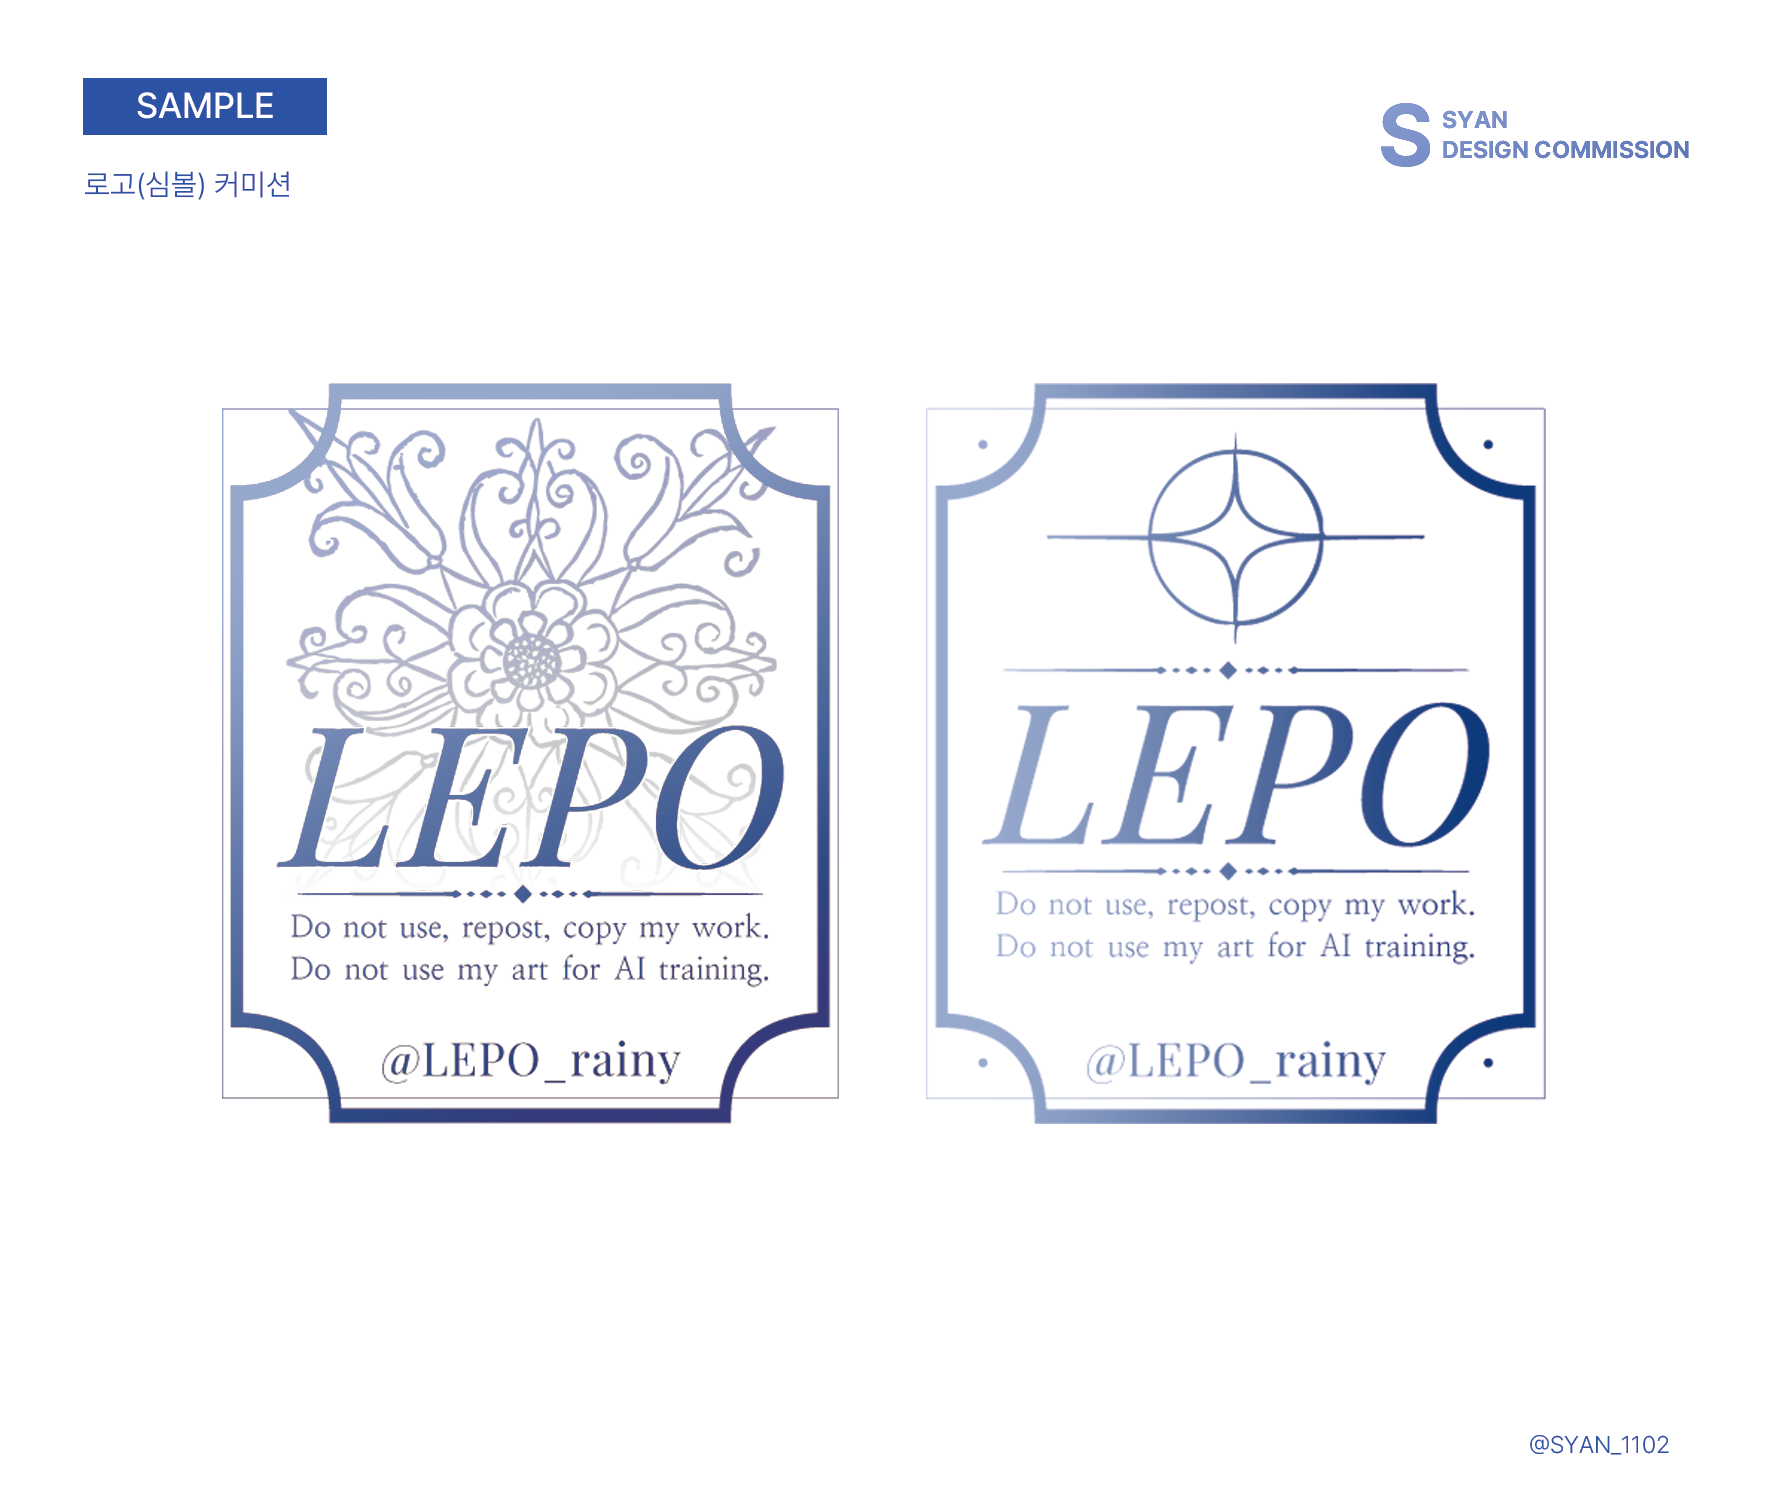 SAMPLE
로고(심볼) 커미션
S
SYAN
DESIGN COMMISSION
LEPO
Do not use, repost, copy my work.
Do not use my art for AI training.
@LEPO_rainy
LEPO
Do not use, repost, copy my work.
Do not use my art for AI training.
@LEPO_rainy
@SYAN_1102